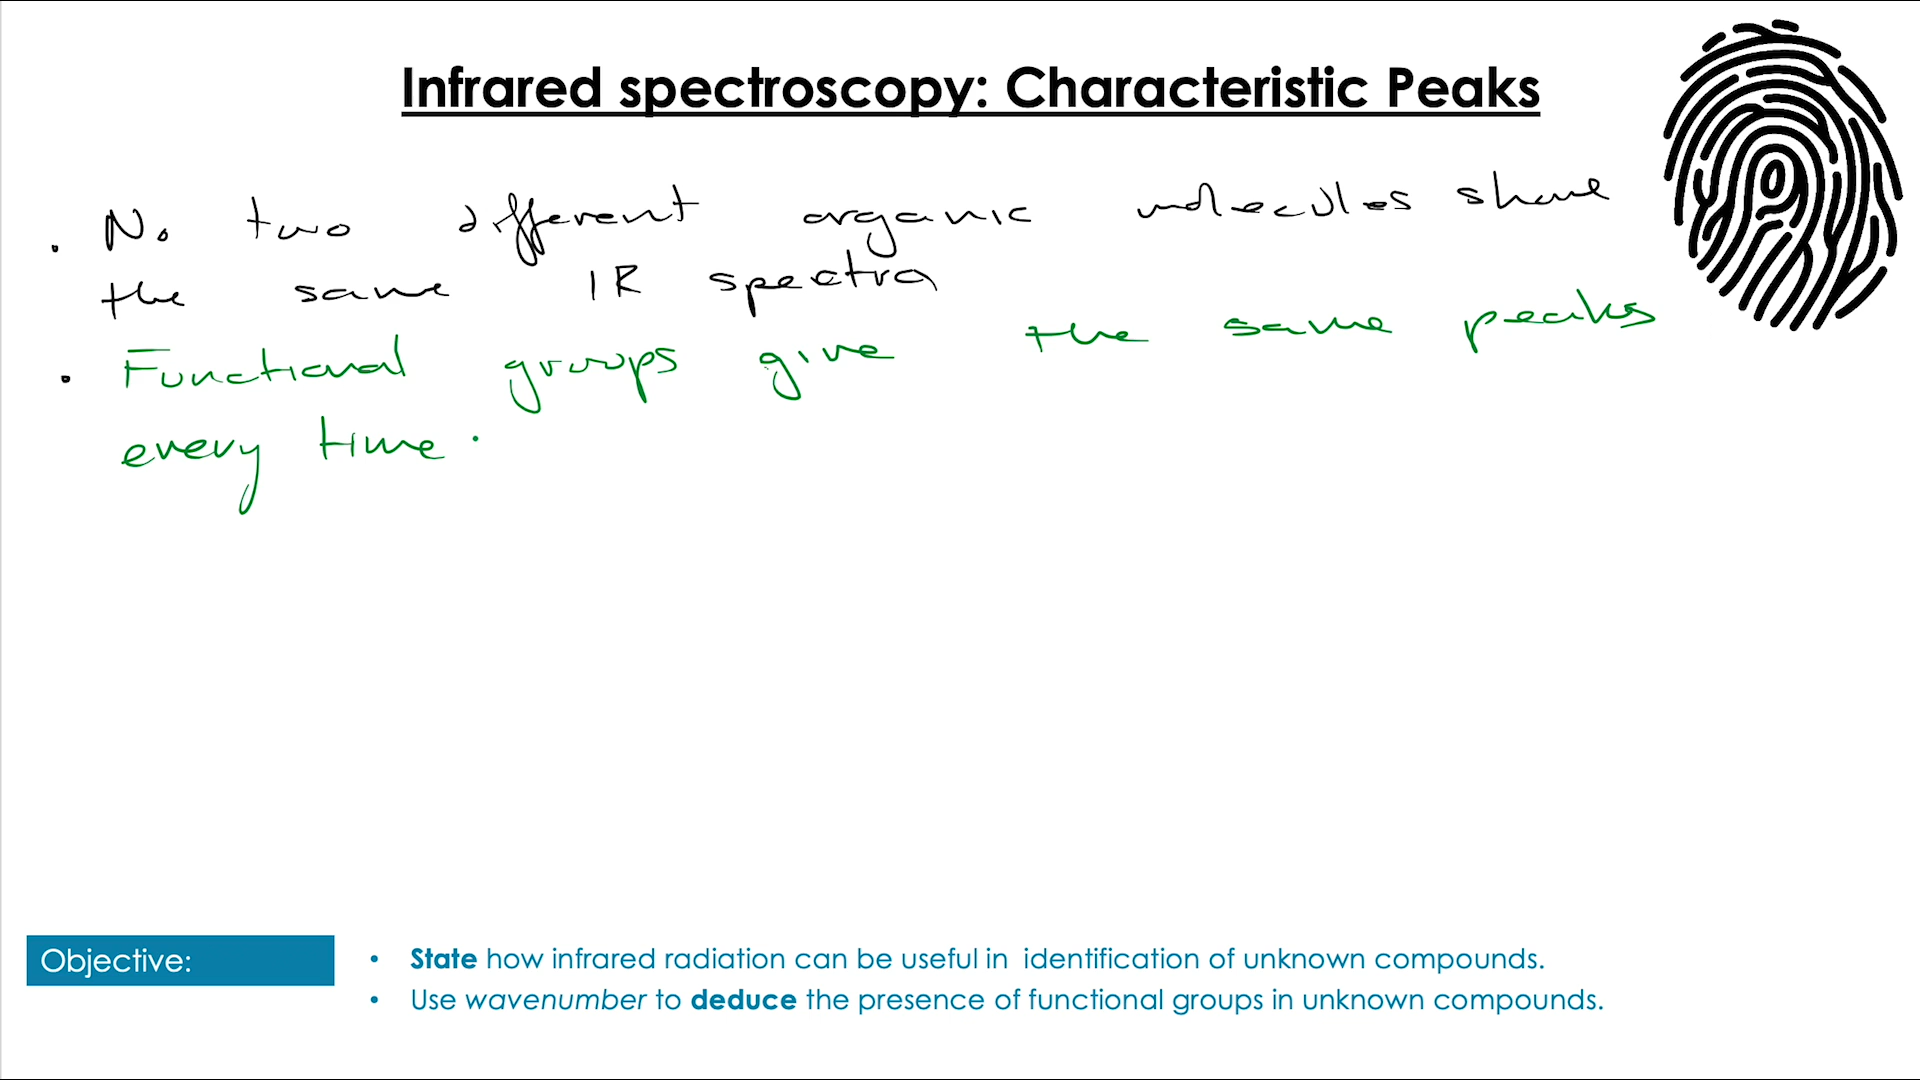 Infrared spectroscopy: Characteristic Peaks
• No two different organic molecules share
the same IR spectra
• Functional groups give the same peaks
every time.
Objective:
• State how infrared radiation can be useful in identification of unknown compounds.
• Use wavenumber to deduce the presence of functional groups in unknown compounds.